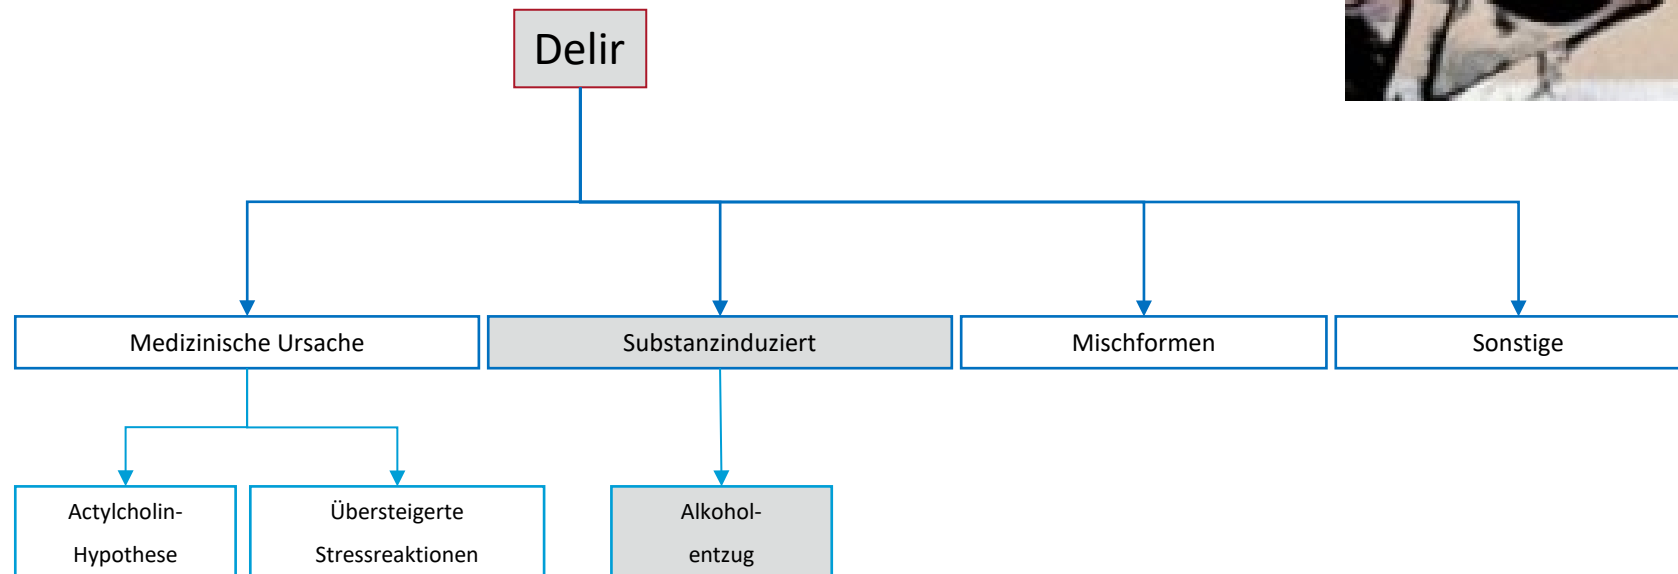 Delir
Medizinische Ursache
Substanzinduziert
Mischformen
Sonstige
Actylcholin-
Hypothese
Übersteigerte
Stressreaktionen
Alkohol-
entzug